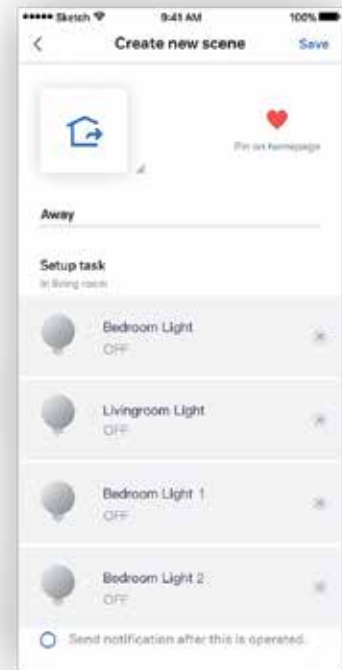 Sketch 9:41 AM 100%
Create new scene Save
Pin on homepage
Away
Setup task
In living room
Bedroom Light
OFF
Livingroom Light
OFF
Bedroom Light 1
OFF
Bedroom Light 2
OFF
Send notification after this is operated.